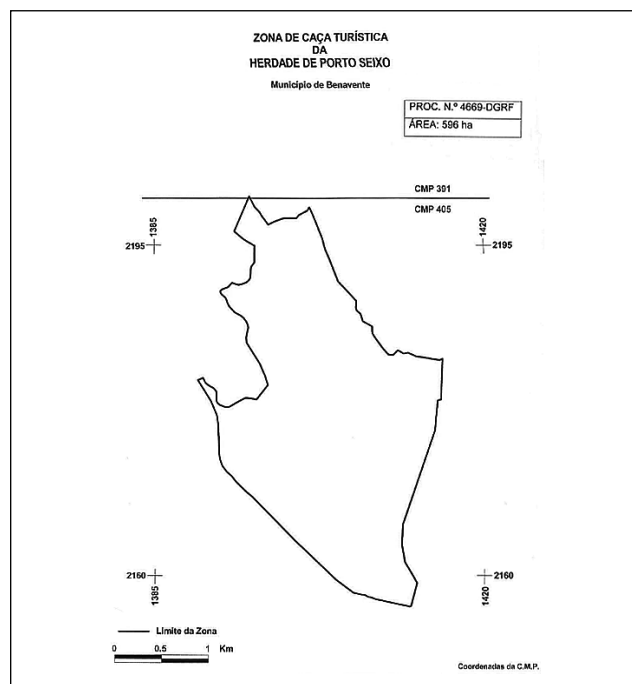 ZONA DE CAÇA TURÍSTICA
DA
HERDADE DE PORTO SEIXO
Município de Benavente
PROC. N.º 4669-DGRF
ÁREA: 596 ha
CMP 391
CMP 405
1385
1420
2195
2195
2160
2160
1385
1420
Límite da Zona
0 0.5 1 Km
Coordenadas da C.M.P.